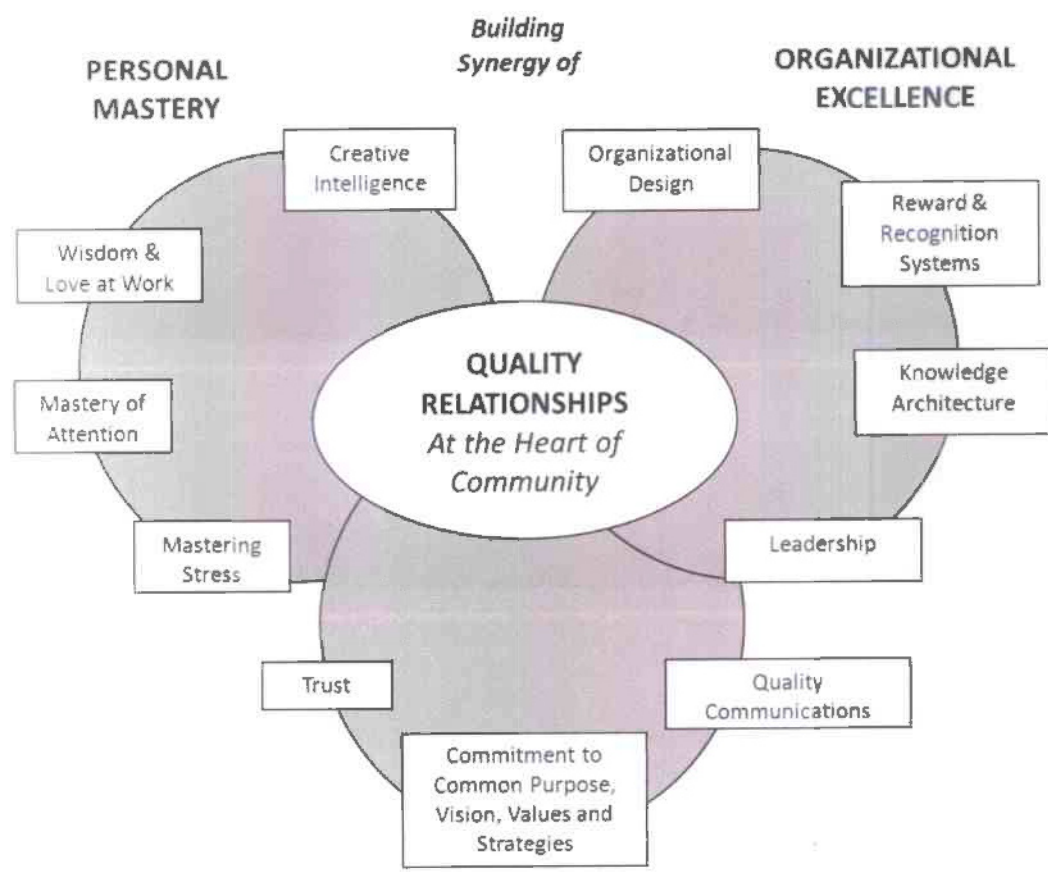 Building
Synergy of
PERSONAL
MASTERY
ORGANIZATIONAL
EXCELLENCE
Creative
Intelligence
Organizational
Design
Reward &
Recognition
Systems
Wisdom &
Love at Work
QUALITY
RELATIONSHIPS
At the Heart of
Community
Knowledge
Architecture
Mastery of
Attention
Mastering
Stress
Leadership
Trust
Quality
Communications
Commitment to
Common Purpose,
Vision, Values and
Strategies